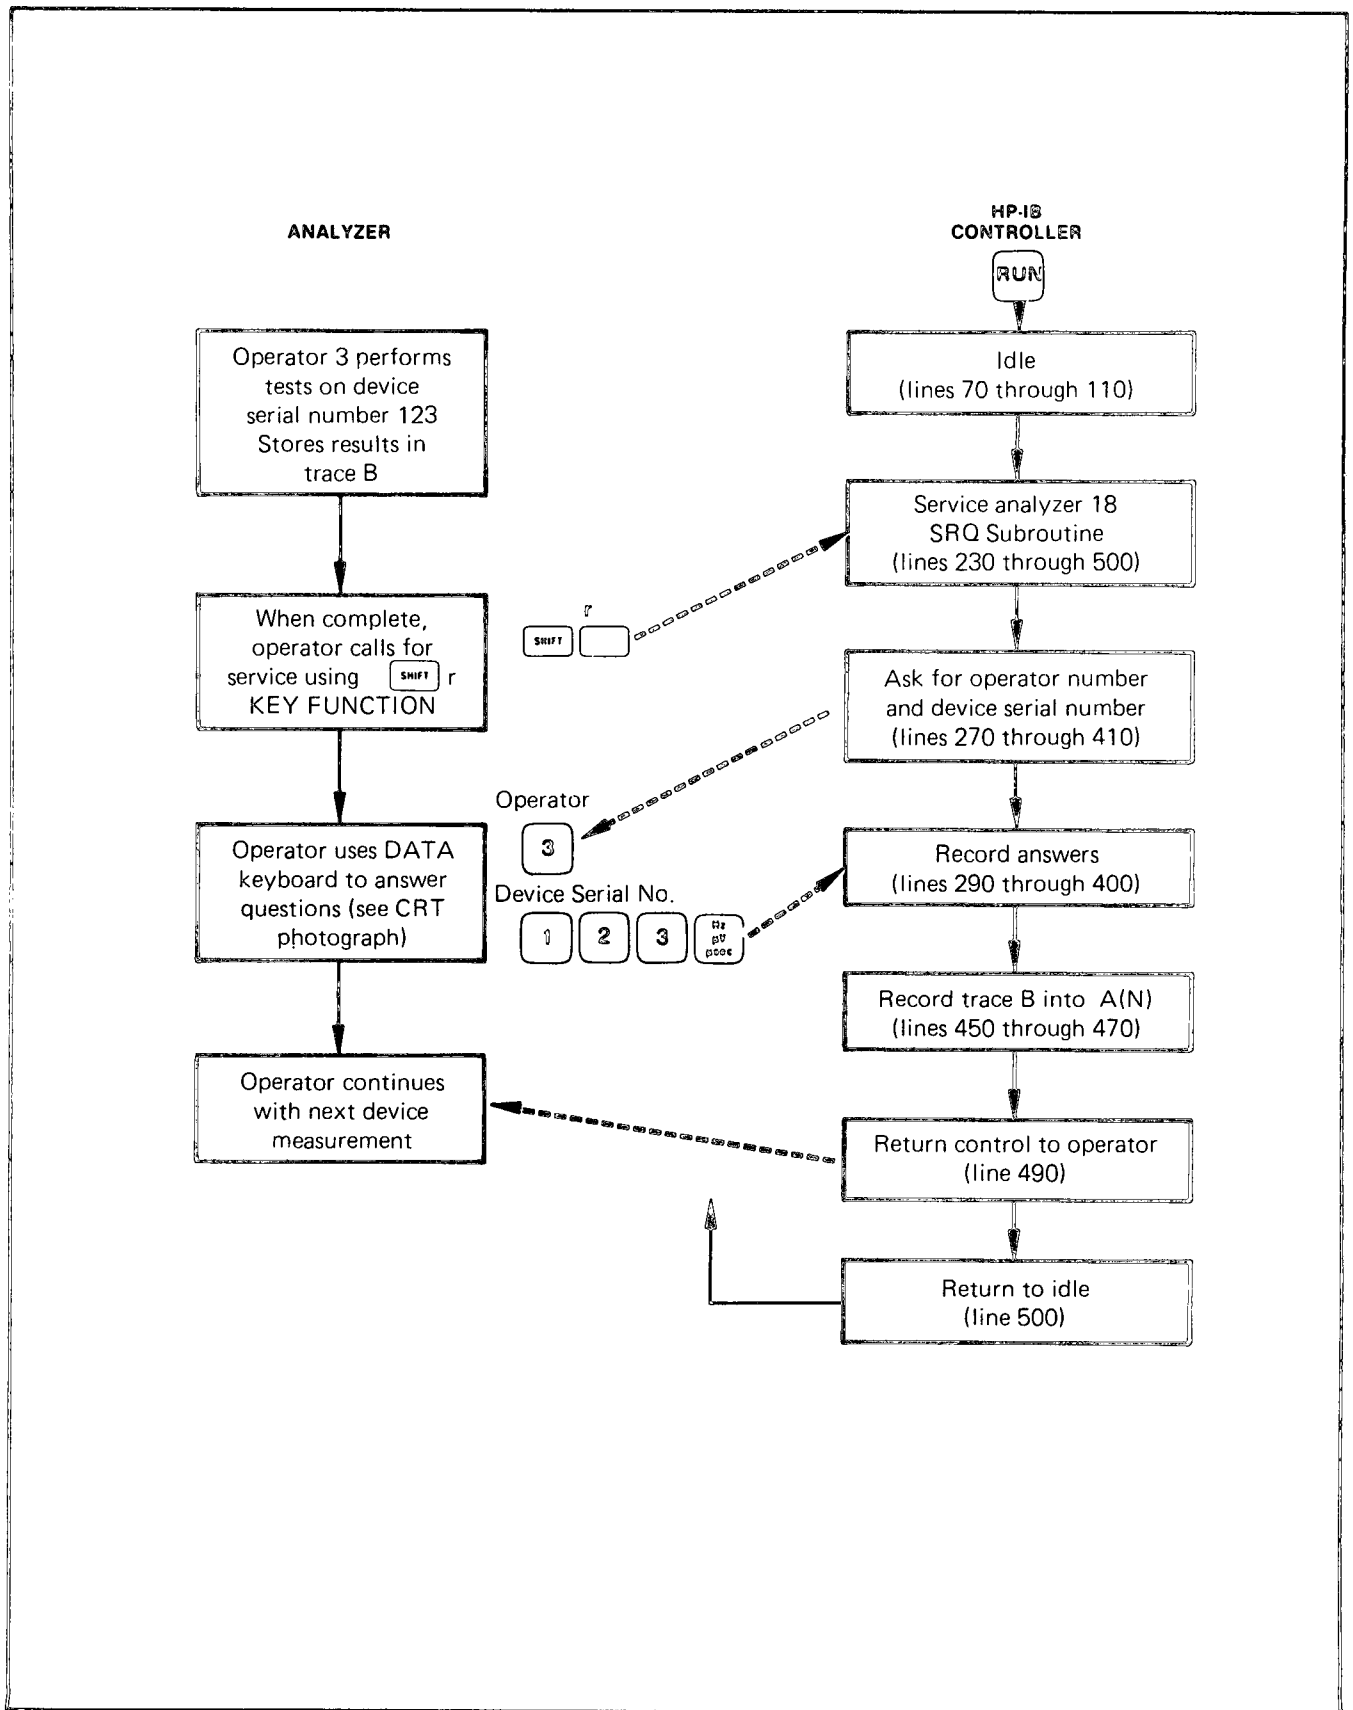 ANALYZER
Operator 3 performs
tests on device
serial number 123
Stores results in
trace B
When complete,
operator calls for
service using SHIFT r
KEY FUNCTION
Operator uses DATA
keyboard to answer
questions (see CRT
photograph)
Operator continues
with next device
measurement
r
SHIFT
Operator
3
Device Serial No.
1 2 3 Hz
μV
μsec
HP-IB
CONTROLLER
RUN
Idle
(lines 70 through 110)
Service analyzer 18
SRQ Subroutine
(lines 230 through 500)
Ask for operator number
and device serial number
(lines 270 through 410)
Record answers
(lines 290 through 400)
Record trace B into A(N)
(lines 450 through 470)
Return control to operator
(line 490)
Return to idle
(line 500)